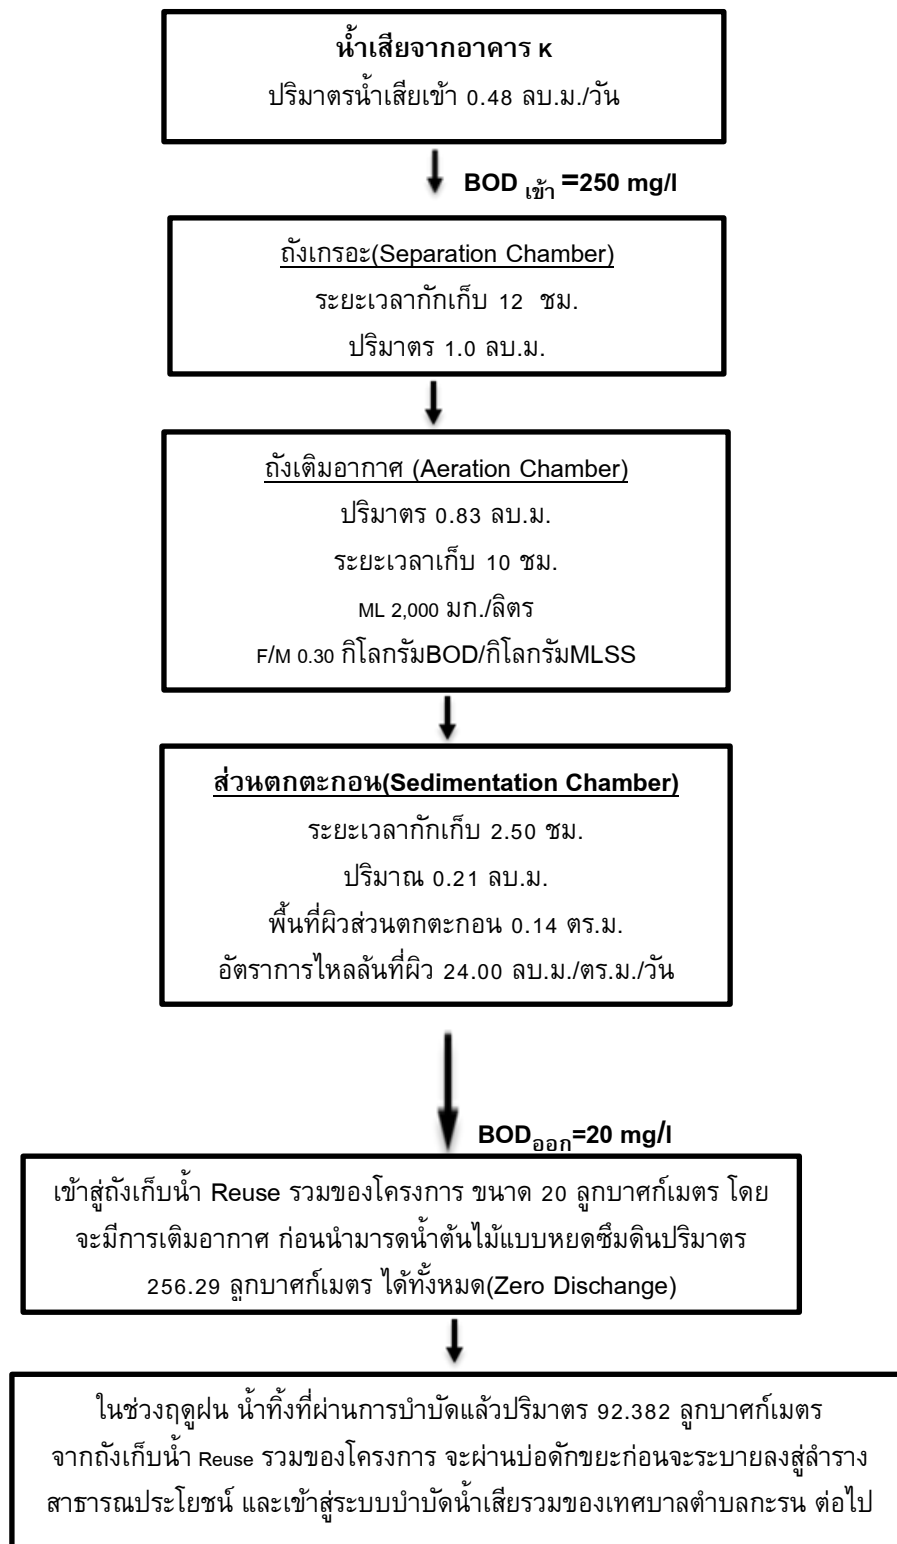 น้ำเสียจากอาคาร K
ปริมาตรน้ำเสียเข้า 0.48 ลบ.ม./วัน
BOD เข้า =250 mg/l
ถังเกรอะ(Separation Chamber)
ระยะเวลากักเก็บ 12 ชม.
ปริมาตร 1.0 ลบ.ม.
ถังเติมอากาศ (Aeration Chamber)
ปริมาตร 0.83 ลบ.ม.
ระยะเวลาเก็บ 10 ชม.
ML 2,000 มก./ลิตร
F/M 0.30 กิโลกรัมBOD/กิโลกรัมMLSS
ส่วนตกตะกอน(Sedimentation Chamber)
ระยะเวลากักเก็บ 2.50 ชม.
ปริมาณ 0.21 ลบ.ม.
พื้นที่ผิวส่วนตกตะกอน 0.14 ตร.ม.
อัตราการไหลล้นที่ผิว 24.00 ลบ.ม./ตร.ม./วัน
BODออก=20 mg/l
เข้าสู่ถังเก็บน้ำ Reuse รวมของโครงการ ขนาด 20 ลูกบาศก์เมตร โดย
จะมีการเติมอากาศ ก่อนนำมารดน้ำต้นไม้แบบหยดซึมดินปริมาตร
256.29 ลูกบาศก์เมตร ได้ทั้งหมด(Zero Dischange)
ในช่วงฤดูฝน น้ำทิ้งที่ผ่านการบำบัดแล้วปริมาตร 92.382 ลูกบาศก์เมตร
จากถังเก็บน้ำ Reuse รวมของโครงการ จะผ่านบ่อดักขยะก่อนจะระบายลงสู่ลำราง
สาธารณประโยชน์ และเข้าสู่ระบบบำบัดน้ำเสียรวมของเทศบาลตำบลกะรน ต่อไป